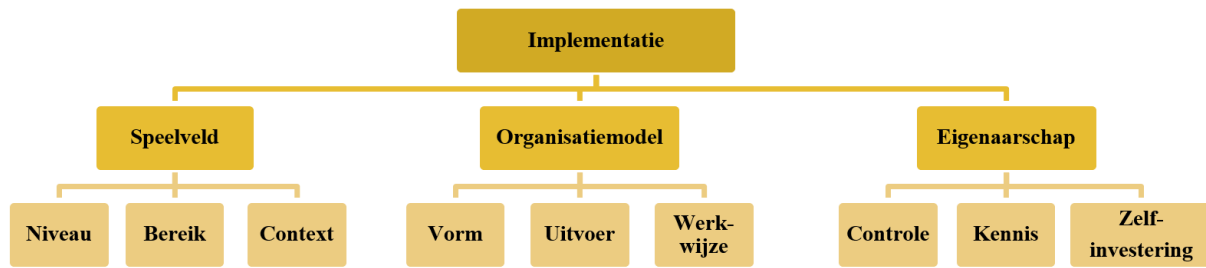 Implementatie
Speelveld
Organisatiemodel
Eigenaarschap
Niveau
Bereik
Context
Vorm
Uitvoer
Werk-
wijze
Controle
Kennis
Zelf-
investering